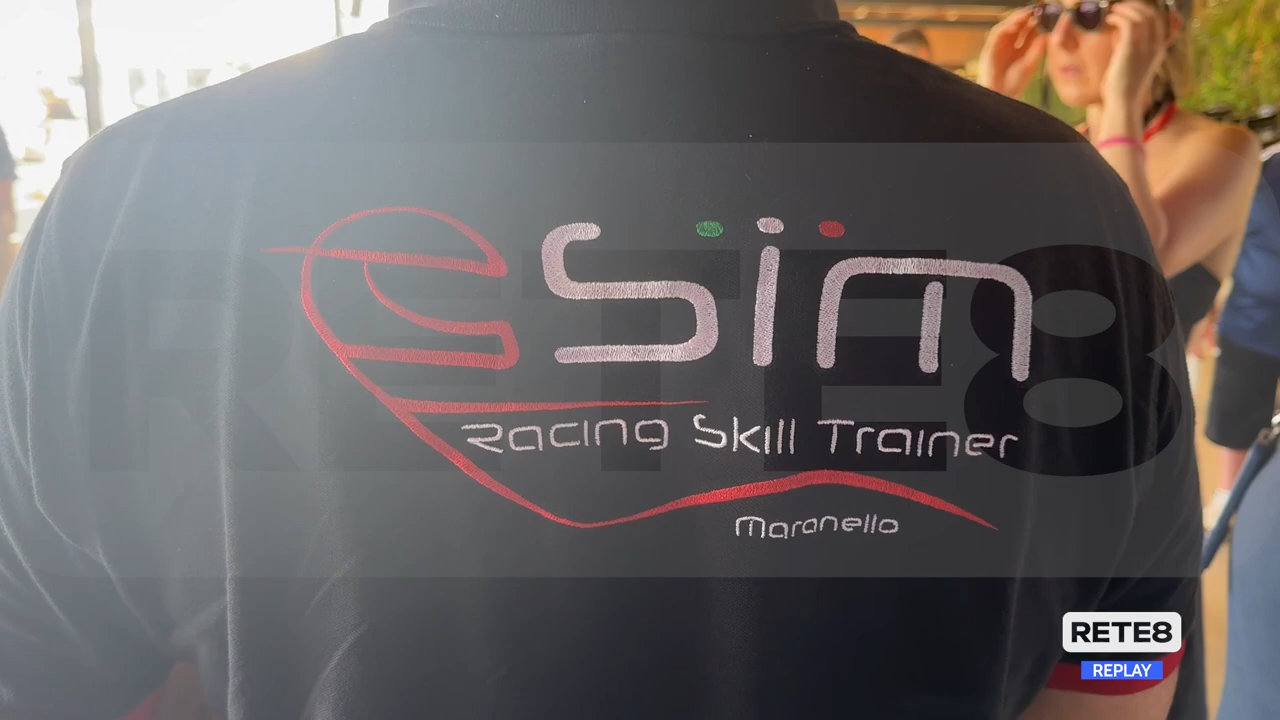 esim
Racing Skill Trainer
Maranello
RETE8
RETE8
REPLAY